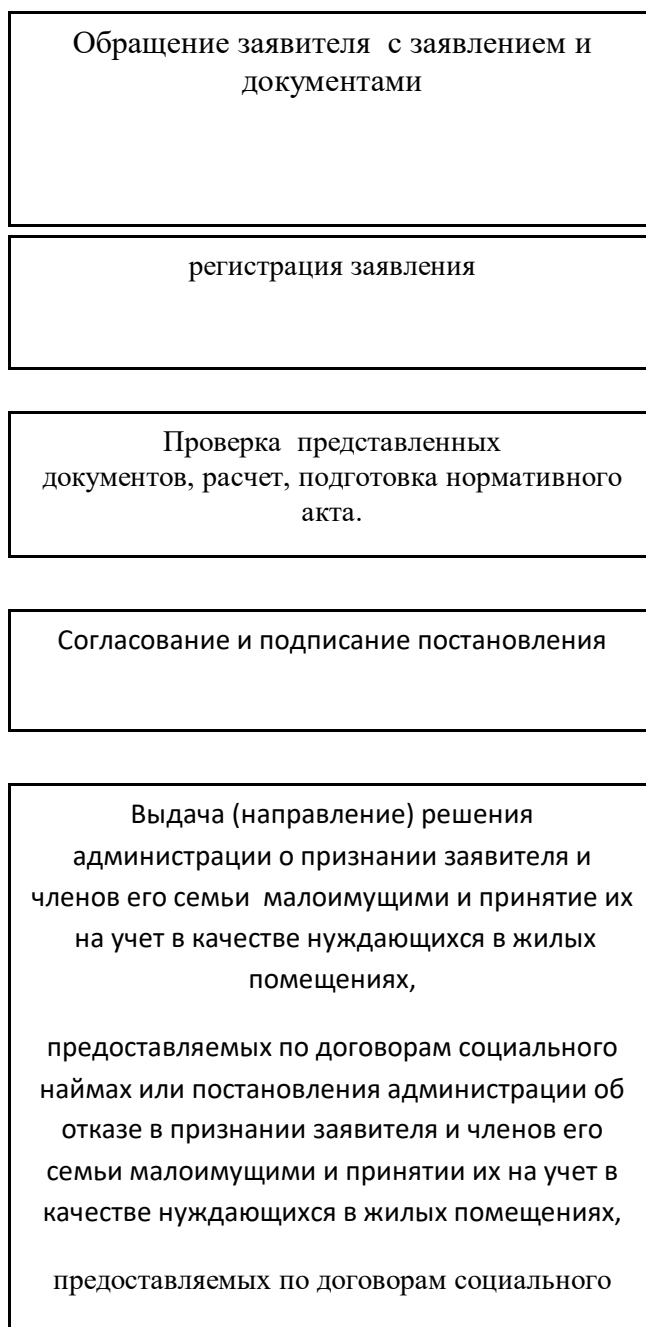 Обращение заявителя  с заявлением и
документами
регистрация заявления
Проверка  представленных
документов, расчет, подготовка нормативного
акта.
Согласование и подписание постановления
Выдача (направление) решения
администрации о признании заявителя и
членов его семьи  малоимущими и принятие их
на учет в качестве нуждающихся в жилых
помещениях,
предоставляемых по договорам социального
наймах или постановления администрации об
отказе в признании заявителя и членов его
семьи малоимущими и принятии их на учет в
качестве нуждающихся в жилых помещениях,
предоставляемых по договорам социального